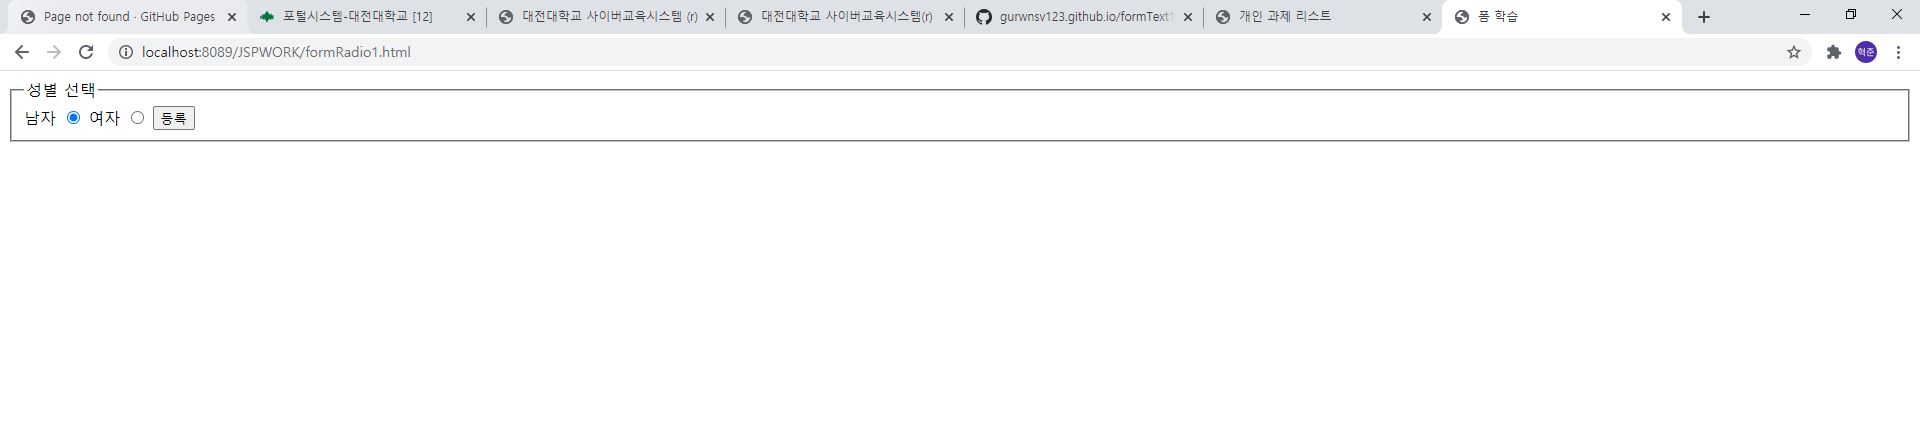 Page not found · GitHub Pages
포털시스템-대전대학교 [12]
대전대학교 사이버교육시스템 (r)
대전대학교 사이버교육시스템(r)
gurwnsv123.github.io/formText1
개인 과제 리스트
폼 학습
localhost:8089/JSPWORK/formRadio1.html
혁준
성별 선택
남자 여자 등록